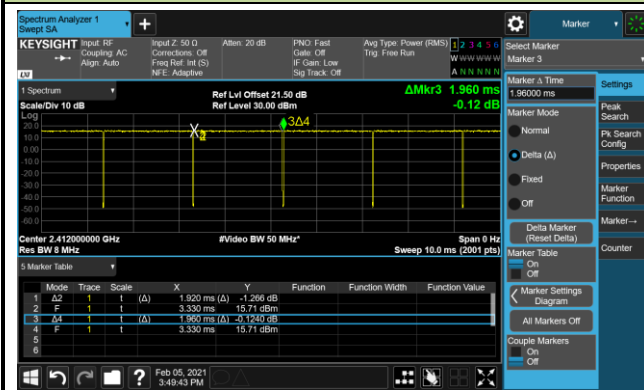 Spectrum Analyzer 1
Swept SA
+
Marker
KEYSIGHT Input: RF Input Z: 50 Ω Atten: 20 dB PNO: Fast Avg Type: Power (RMS) 1 2 3 4 5 6
Coupling: AC Corrections: Off Gate: Off Trig: Free Run W W W W W W
Align: Auto Freq Ref: Int (S) IF Gain: Low
NFE: Adaptive Sig Track: Off A N N N N N
LXI
Select Marker
Marker 3
1 Spectrum
Scale/Div 10 dB
Ref Lvl Offset 21.50 dB
Ref Level 30.00 dBm
ΔMkr3 1.960 ms
-0.12 dB
Log
20.0
10.0
0.00
-10.0
-20.0
-30.0
-40.0
-50.0
-60.0
3Δ4
Center 2.412000000 GHz #Video BW 50 MHz* Span 0 Hz
Res BW 8 MHz Sweep 10.0 ms (2001 pts)
5 Marker Table
Mode Trace Scale X Y Function Function Width Function Value
1 Δ2 1 t (Δ) 1.920 ms (Δ) -1.266 dB
2 F 1 t 3.330 ms 15.71 dBm
3 Δ4 1 t (Δ) 1.960 ms (Δ) -0.1240 dB
4 F 1 t 3.330 ms 15.71 dBm
5
6
Marker Δ Time
1.96000 ms
Marker Mode
Normal
Delta (Δ)
Fixed
Off
Delta Marker
(Reset Delta)
Marker Table
On
Off
Marker Settings
Diagram
All Markers Off
Couple Markers
On
Off
Settings
Peak
Search
Pk Search
Config
Properties
Marker
Function
Marker→
Counter
?
Feb 05, 2021
3:49:43 PM